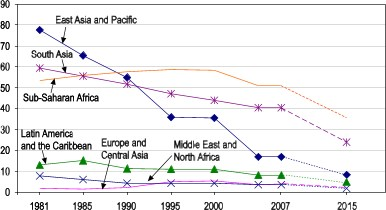 90
80
70
60
50
40
30
20
10
0
East Asia and Pacific
South Asia
Sub-Saharan Africa
Latin America
and the Caribbean
Europe and
Central Asia
Middle East and
North Africa
1981 1985 1990 1995 2000 2007 2015